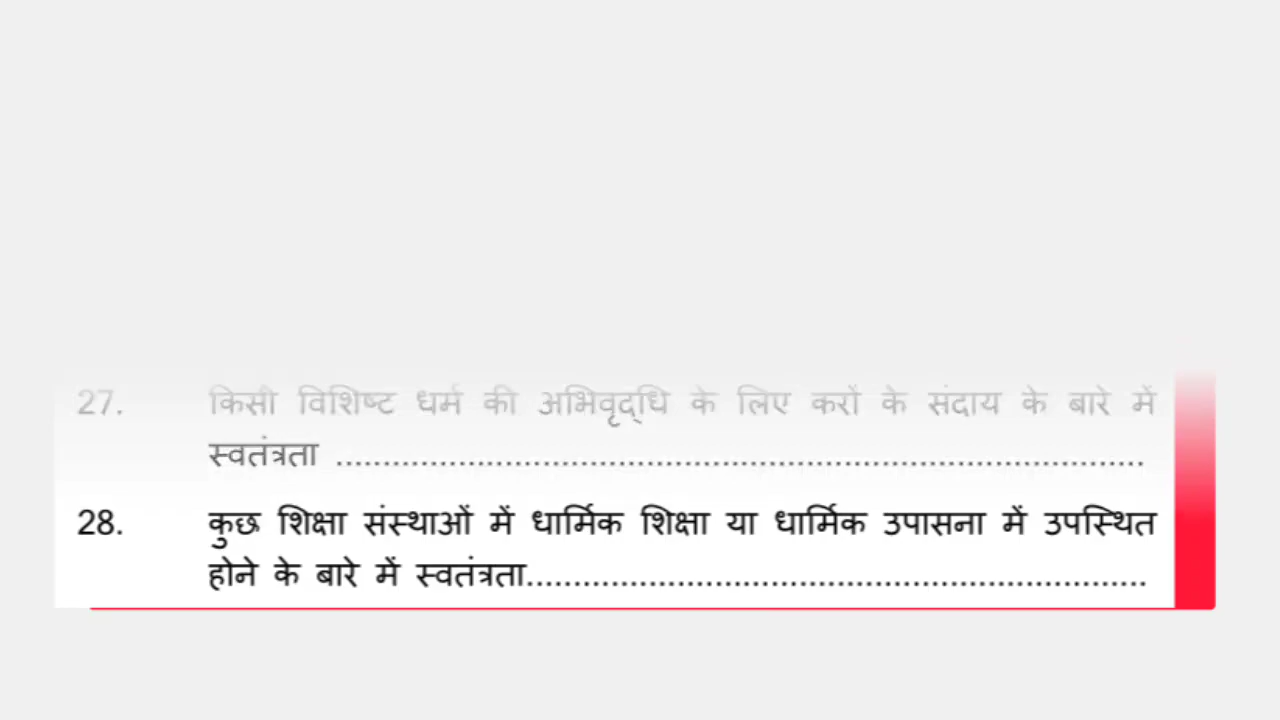 27. किसी विशिष्ट धर्म की अभिवृद्धि के लिए करों के संदाय के बारे में
स्वतंत्रता ......................................................................................
28. कुछ शिक्षा संस्थाओं में धार्मिक शिक्षा या धार्मिक उपासना में उपस्थित
होने के बारे में स्वतंत्रता..................................................................